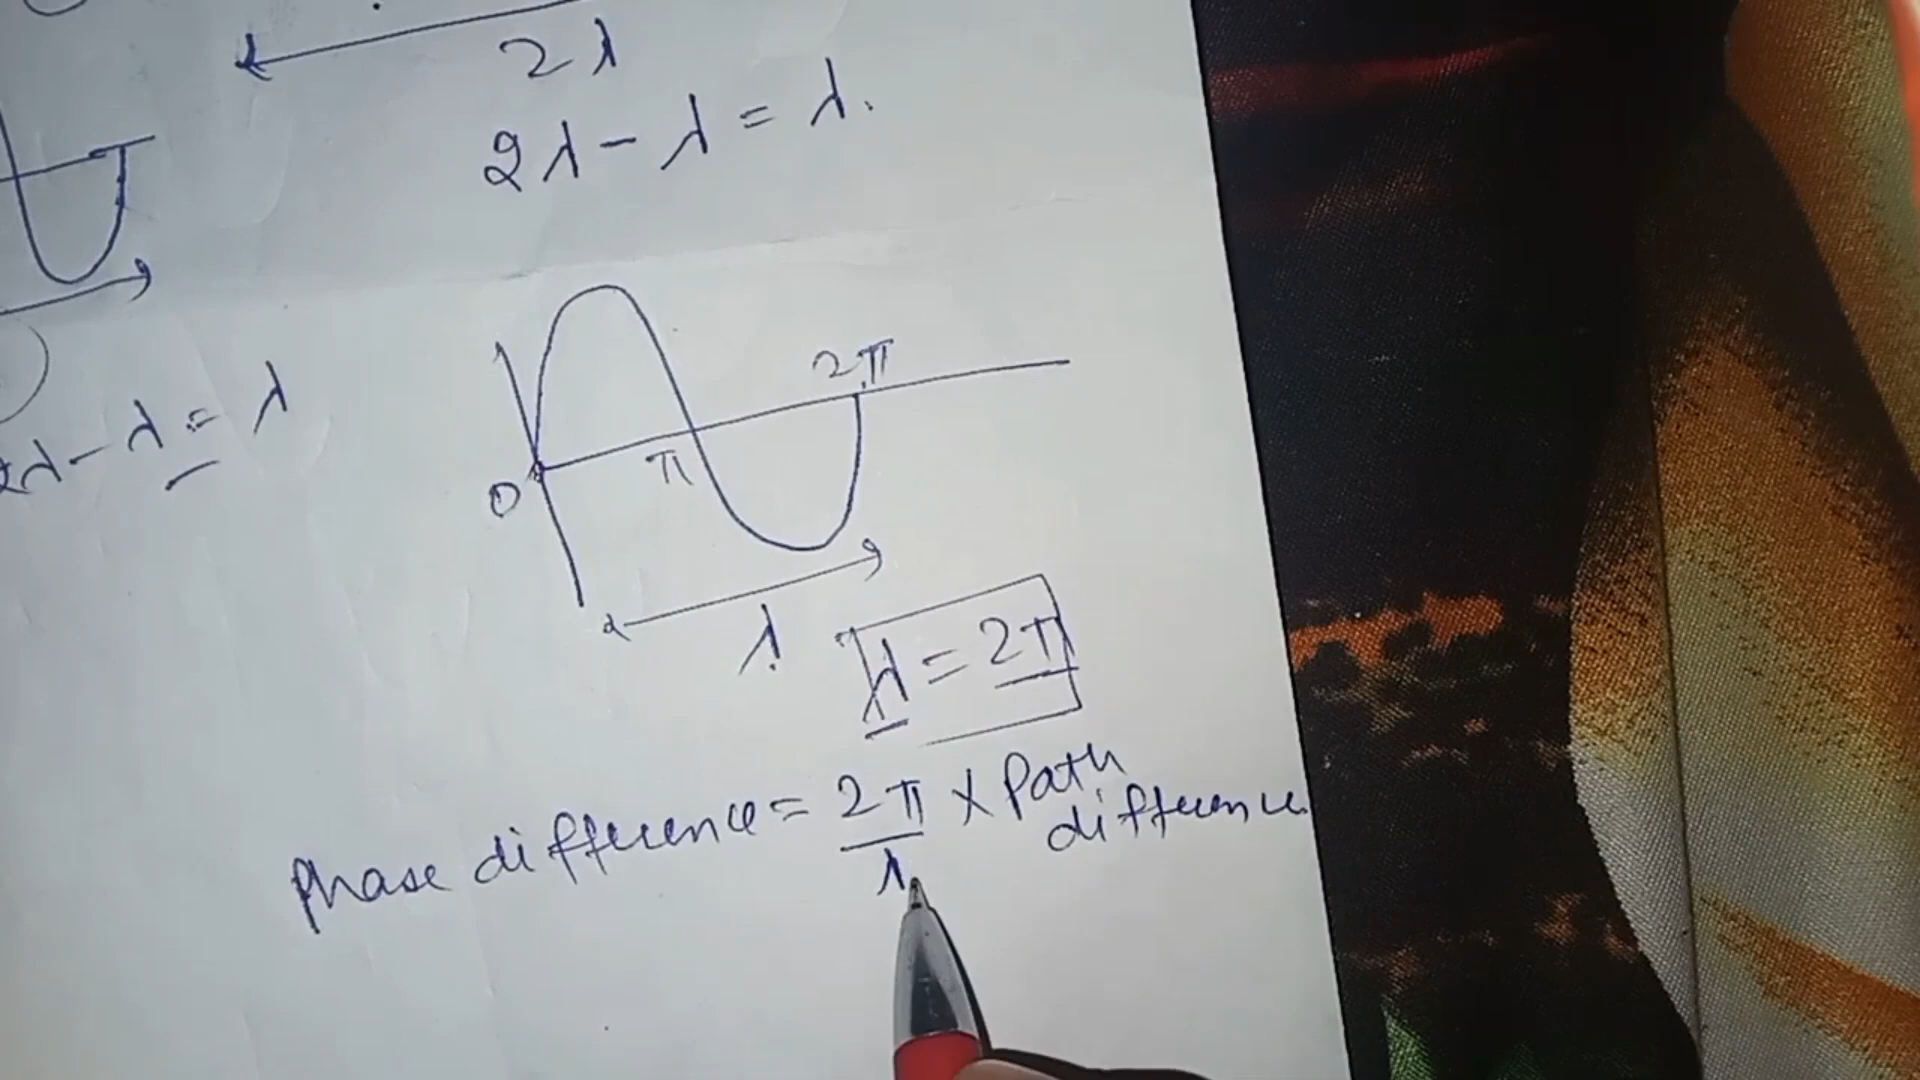 2λ
2λ - λ = λ.
2λ - λ = λ
2π
π
0
λ
λ = 2π
Phase difference = 2π/λ × Path difference